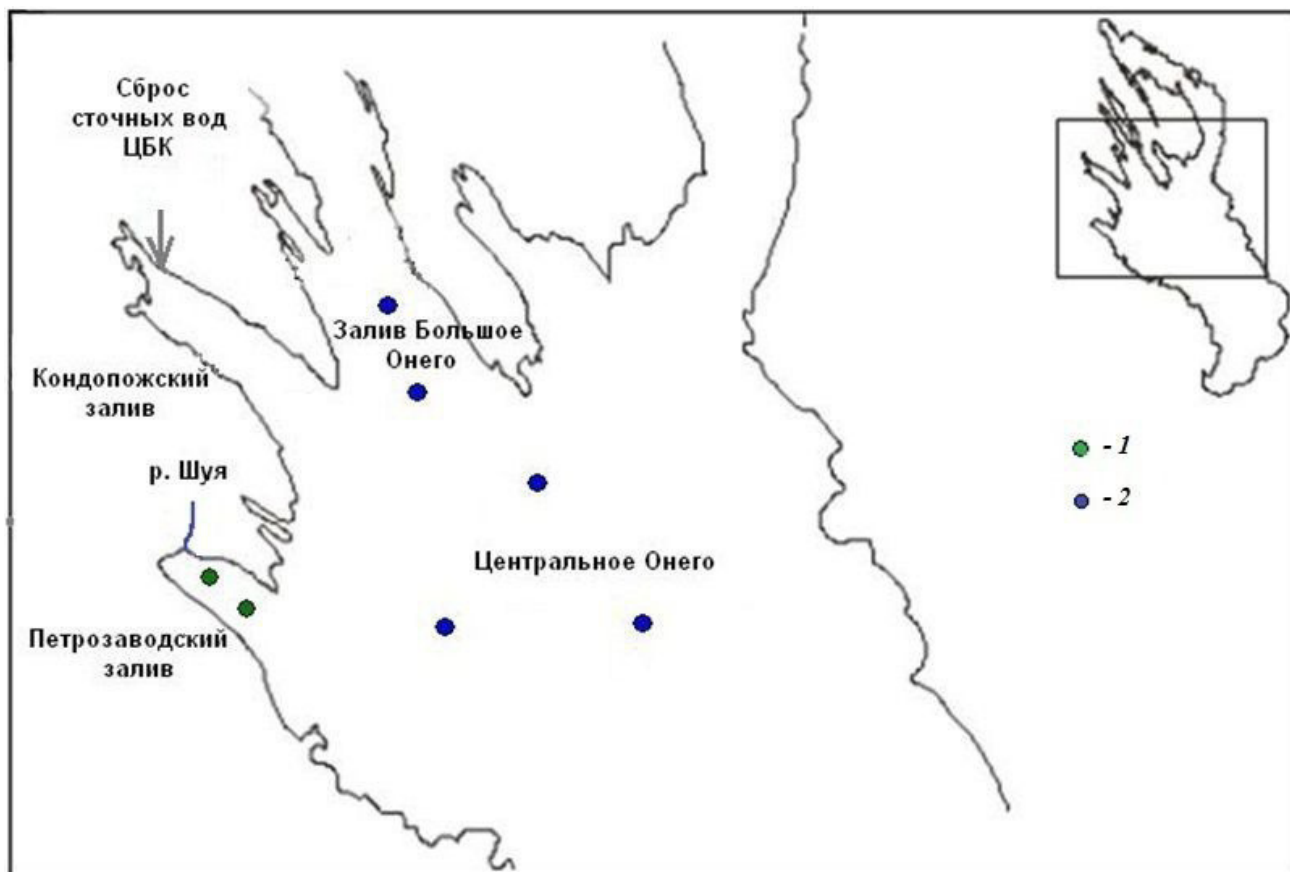 Сброс
сточных вод
ЦБК
Залив Большое
Онего
Кондопожский
залив
р. Шуя
- 1
- 2
Центральное Онего
Петрозаводский
залив